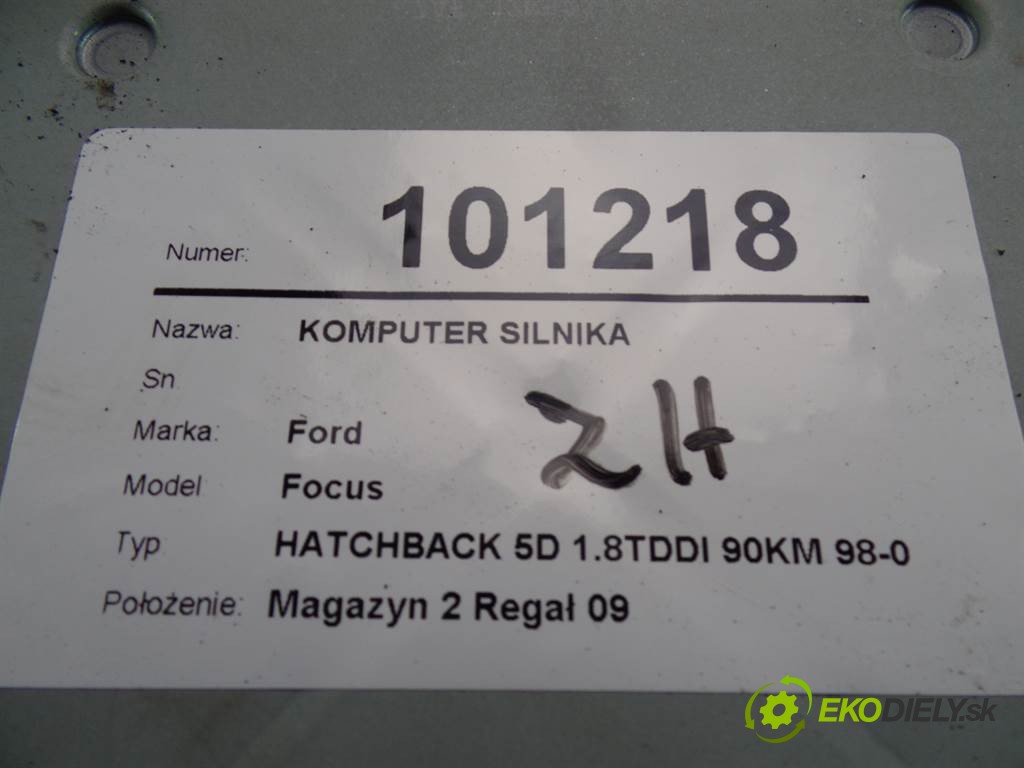 Numer: 101218
Nazwa: KOMPUTER SILNIKA
Sn
Marka: Ford
Model Focus
Typ HATCHBACK 5D 1.8TDDI 90KM 98-0
Położenie: Magazyn 2 Regał 09
EKODIELY.sk